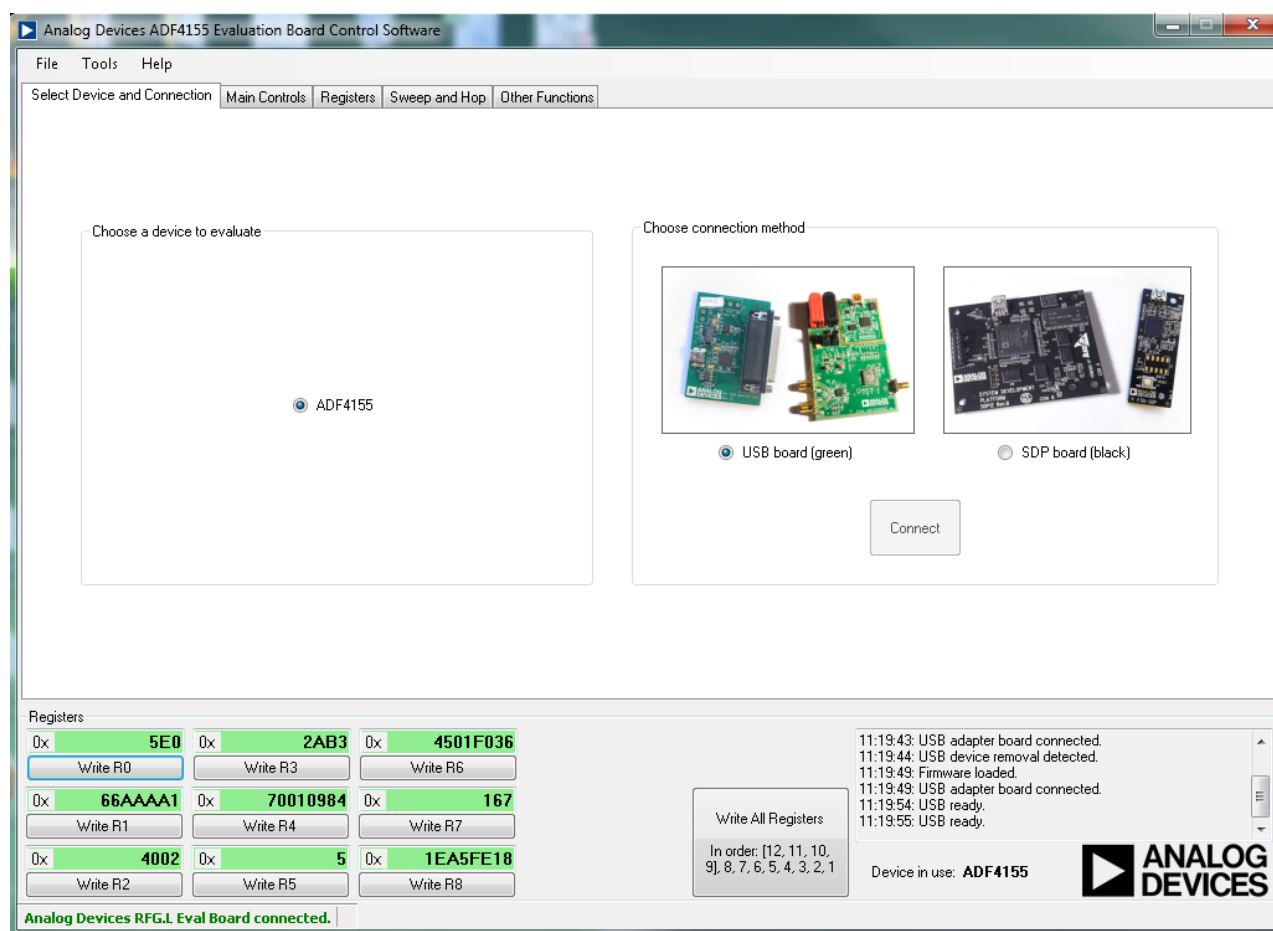 Analog Devices ADF4155 Evaluation Board Control Software
File Tools Help
Select Device and Connection Main Controls Registers Sweep and Hop Other Functions
Choose a device to evaluate
ADF4155
Choose connection method
ANALOG DEVICES
SYSTEM DEVELOPMENT
PLATFORM
USB board (green)
SDP board (black)
Connect
Registers
0x 5E0 0x 2AB3 0x 4501F036
Write R0 Write R3 Write R6
0x 66AAAA1 0x 70010984 0x 167
Write R1 Write R4 Write R7
0x 4002 0x 5 0x 1EA5FE18
Write R2 Write R5 Write R8
Write All Registers
In order: [12, 11, 10,
9], 8, 7, 6, 5, 4, 3, 2, 1
11:19:43: USB adapter board connected.
11:19:44: USB device removal detected.
11:19:49: Firmware loaded.
11:19:49: USB adapter board connected.
11:19:54: USB ready.
11:19:55: USB ready.
Device in use: ADF4155
ANALOG
DEVICES
Analog Devices RFG.L Eval Board connected.